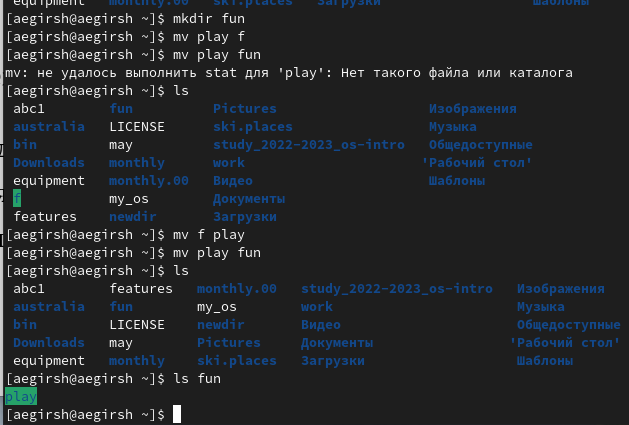 equipment monthly.00 ski.places Загрузки Шаблоны
[aegirsh@aegirsh ~]$ mkdir fun
[aegirsh@aegirsh ~]$ mv play f
[aegirsh@aegirsh ~]$ mv play fun
mv: не удалось выполнить stat для 'play': Нет такого файла или каталога
[aegirsh@aegirsh ~]$ ls
abc1 fun Pictures Изображения
australia LICENSE ski.places Музыка
bin may study_2022-2023_os-intro Общедоступные
Downloads monthly work 'Рабочий стол'
equipment monthly.00 Видео Шаблоны
f my_os Документы
features newdir Загрузки
[aegirsh@aegirsh ~]$ mv f play
[aegirsh@aegirsh ~]$ mv play fun
[aegirsh@aegirsh ~]$ ls
abc1 features monthly.00 study_2022-2023_os-intro Изображения
australia fun my_os work Музыка
bin LICENSE newdir Видео Общедоступные
Downloads may Pictures Документы 'Рабочий стол'
equipment monthly ski.places Загрузки Шаблоны
[aegirsh@aegirsh ~]$ ls fun
play
[aegirsh@aegirsh ~]$